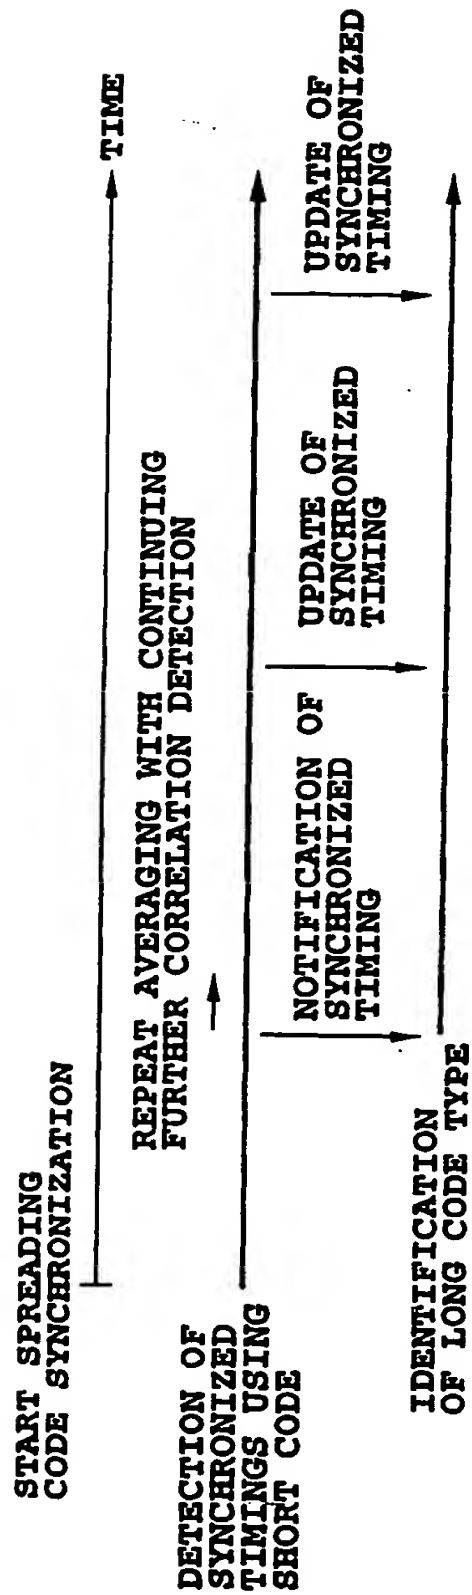 START SPREADING
CODE SYNCHRONIZATION
TIME
REPEAT AVERAGING WITH CONTINUING
FURTHER CORRELATION DETECTION
DETECTION OF
SYNCHRONIZED
TIMINGS USING
SHORT CODE
NOTIFICATION OF
SYNCHRONIZED
TIMING
UPDATE OF
SYNCHRONIZED
TIMING
UPDATE OF
SYNCHRONIZED
TIMING
IDENTIFICATION
OF LONG CODE TYPE